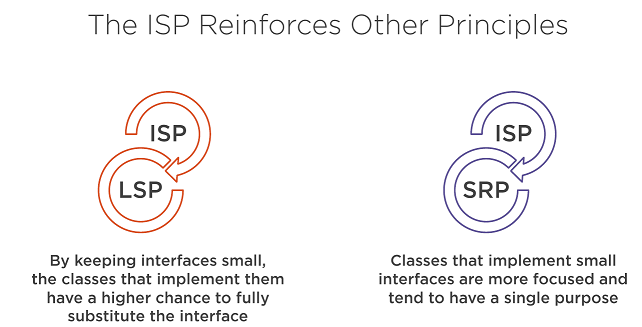 The ISP Reinforces Other Principles
ISP
LSP
By keeping interfaces small,
the classes that implement them
have a higher chance to fully
substitute the interface
ISP
SRP
Classes that implement small
interfaces are more focused and
tend to have a single purpose